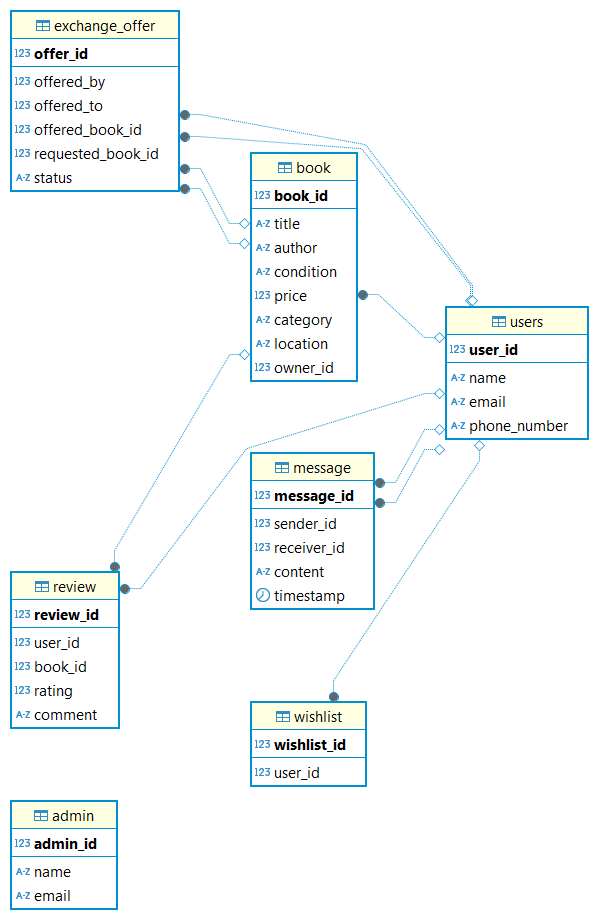 exchange_offer
123 offer_id
123 offered_by
123 offered_to
123 offered_book_id
123 requested_book_id
A-Z status
book
123 book_id
A-Z title
A-Z author
A-Z condition
123 price
A-Z category
A-Z location
123 owner_id
users
123 user_id
A-Z name
A-Z email
A-Z phone_number
message
123 message_id
123 sender_id
123 receiver_id
A-Z content
timestamp
review
123 review_id
123 user_id
123 book_id
123 rating
A-Z comment
wishlist
123 wishlist_id
123 user_id
admin
123 admin_id
A-Z name
A-Z email